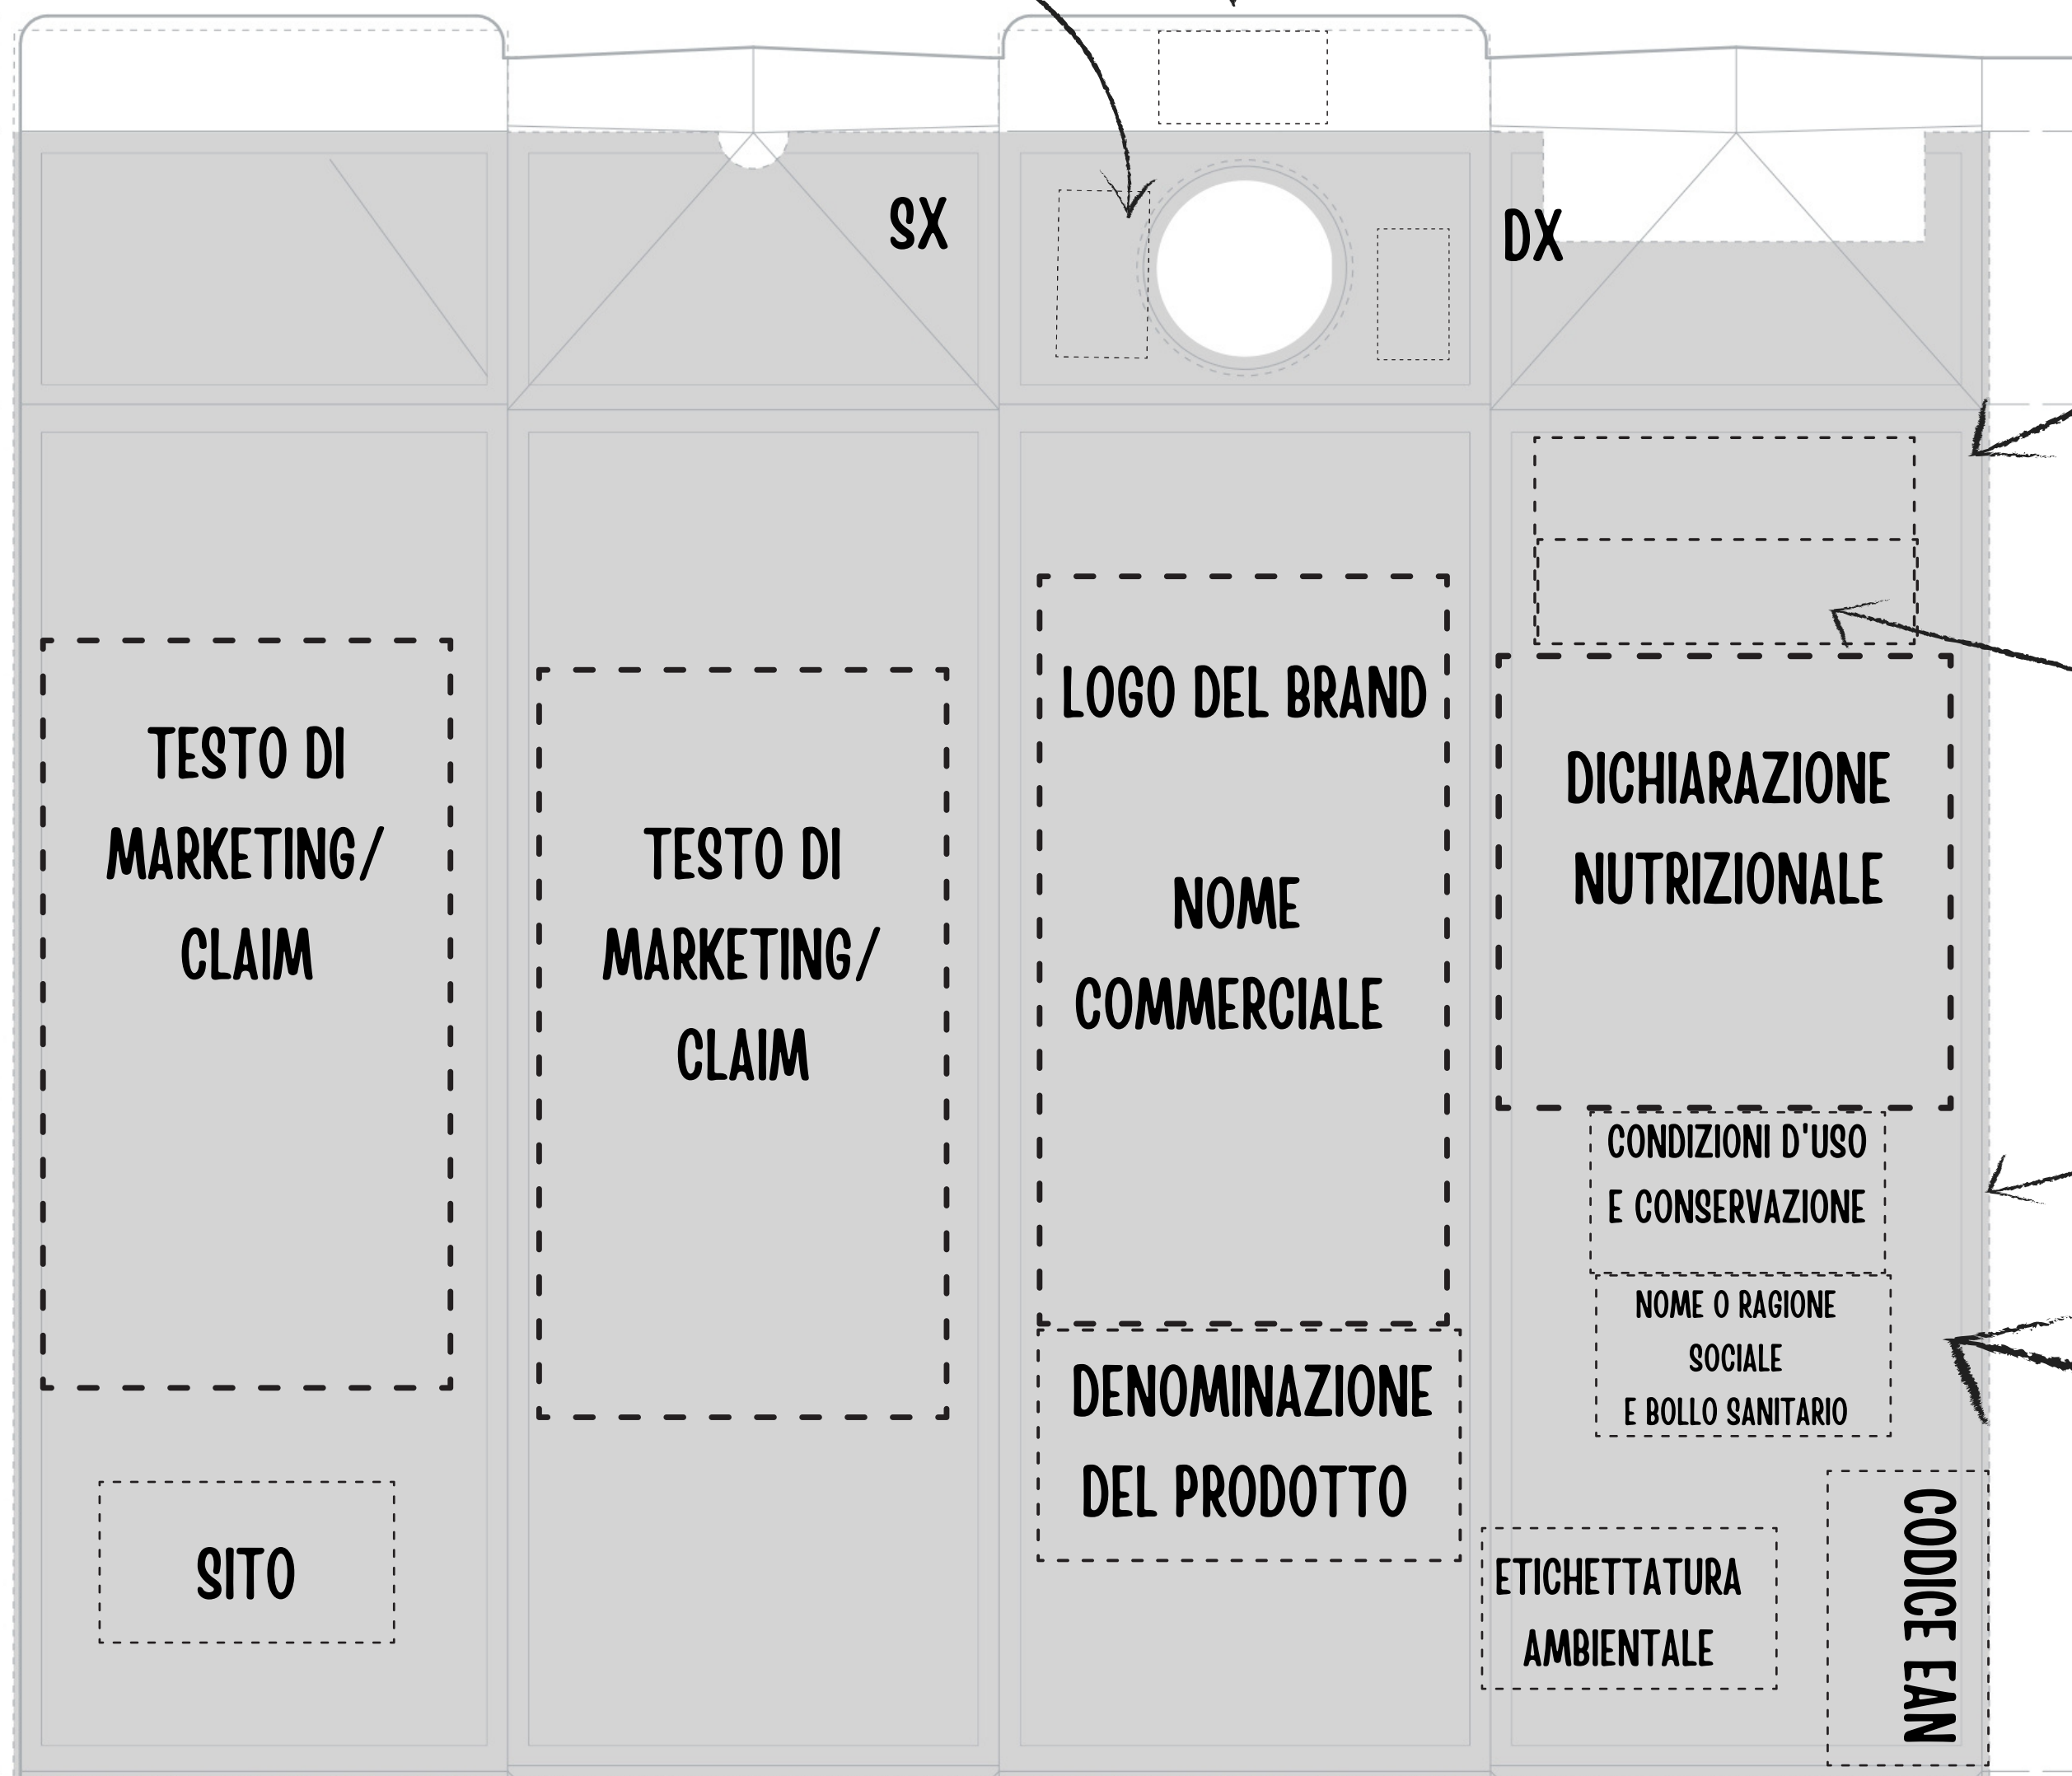 SX
DX
TESTO DI
MARKETING/
CLAIM
SITO
TESTO DI
MARKETING/
CLAIM
LOGO DEL BRAND
NOME
COMMERCIALE
DENOMINAZIONE
DEL PRODOTTO
DICHIARAZIONE
NUTRIZIONALE
CONDIZIONI D'USO
E CONSERVAZIONE
NOME O RAGIONE
SOCIALE
E BOLLO SANITARIO
ETICHETTATURA
AMBIENTALE
CODICE EAN